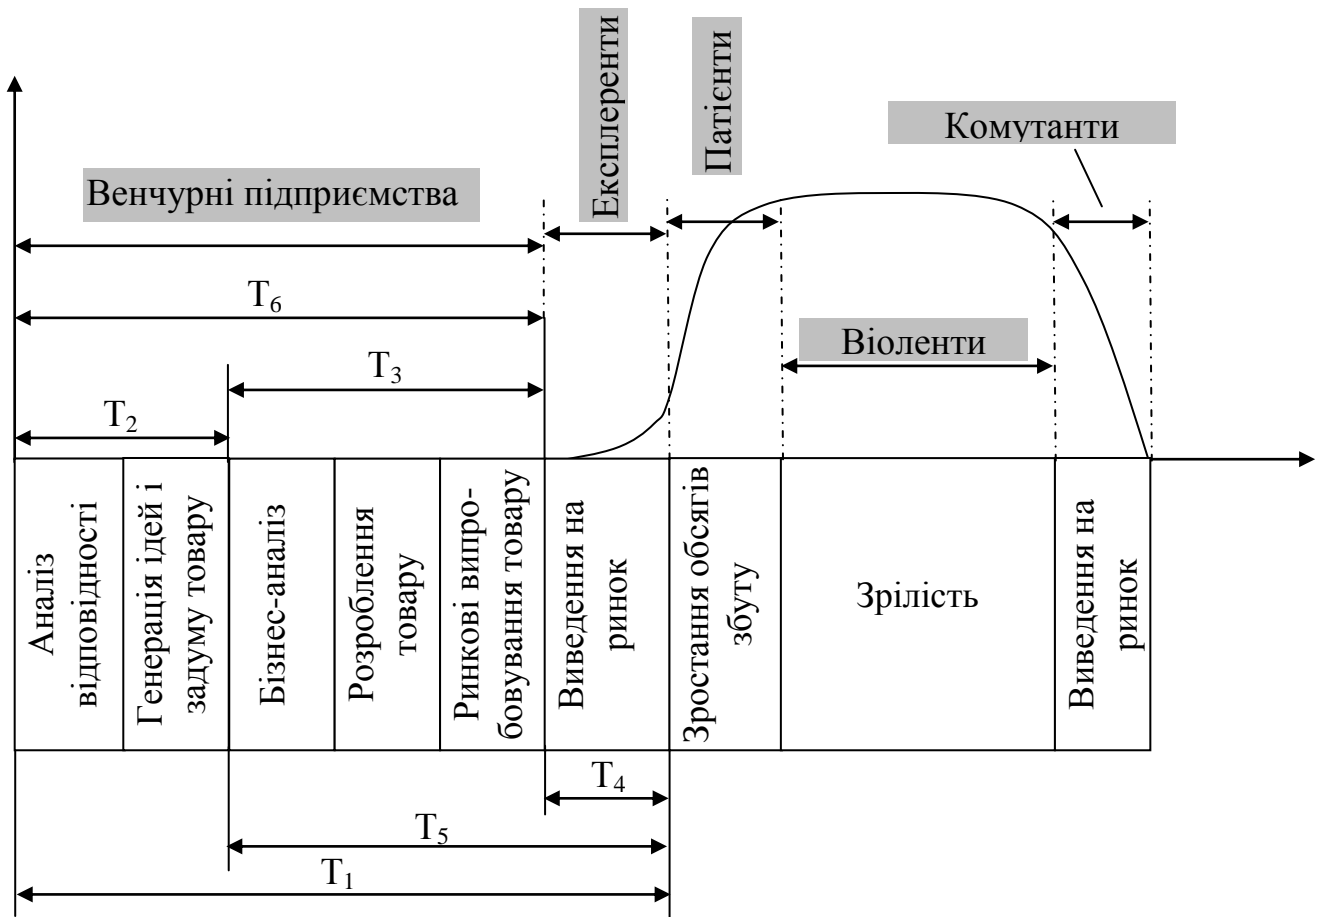 Експеренти
Патієнти
Комутанти
Венчурні підприємства
T6
Віоленти
T3
T2
Аналіз
відповідності
Генерація ідей і
задуму товару
Бізнес-аналіз
Розроблення
товару
Ринкові випро-
бовування товару
Виведення на
ринок
Зростання обсягів
збуту
Зрілість
Виведення на
ринок
T4
T5
T1